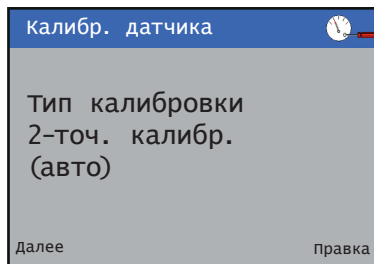 Калибр. датчика
Тип калибровки
2-точ. калибр.
(авто)
Далее
Правка